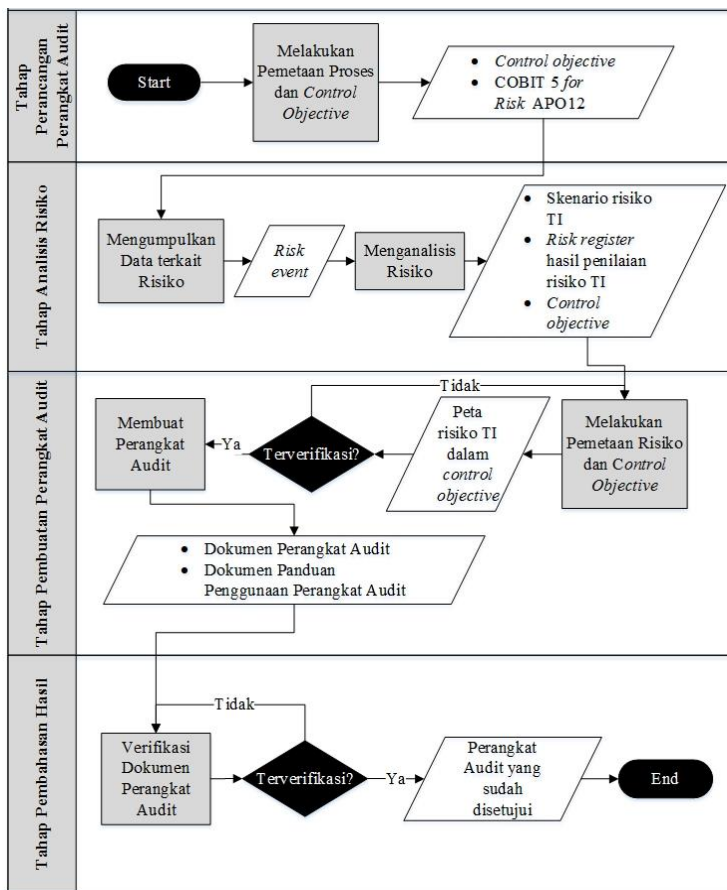 Tahap
Perancangan
Perangkat Audit
Start
Melakukan
Pemetaan Proses
dan Control
Objective
• Control objective
• COBIT 5 for
Risk APO12
Tahap Analisis Risiko
Mengumpulkan
Data terkait
Risiko
Risk
event
Menganalisis
Risiko
• Skenario risiko
TI
• Risk register
hasil penilaian
risiko TI
• Control
objective
Tahap Pembuatan Perangkat Audit
Tidak
Melakukan
Pemetaan Risiko
dan Control
Objective
Peta
risiko TI
dalam
control
objective
Terverifikasi?
Ya
Membuat
Perangkat
Audit
• Dokumen Perangkat Audit
• Dokumen Panduan
Penggunaan Perangkat Audit
Tahap Pembahasan Hasil
Tidak
Verifikasi
Dokumen
Perangkat
Audit
Terverifikasi?
Ya
Perangkat
Audit yang
sudah
disetujui
End